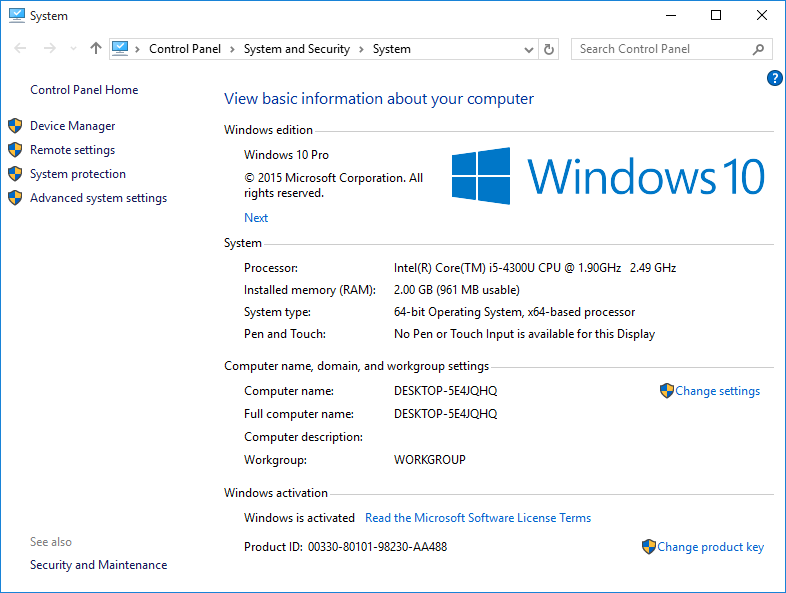 System
Control Panel > System and Security > System
Search Control Panel
?
Control Panel Home
Device Manager
Remote settings
System protection
Advanced system settings
View basic information about your computer
Windows edition
Windows 10 Pro
© 2015 Microsoft Corporation. All
rights reserved.
Next
Windows 10
System
Processor: Intel(R) Core(TM) i5-4300U CPU @ 1.90GHz 2.49 GHz
Installed memory (RAM): 2.00 GB (961 MB usable)
System type: 64-bit Operating System, x64-based processor
Pen and Touch: No Pen or Touch Input is available for this Display
Computer name, domain, and workgroup settings
Computer name: DESKTOP-5E4JQHQ
Change settings
Full computer name: DESKTOP-5E4JQHQ
Computer description:
Workgroup: WORKGROUP
Windows activation
Windows is activated Read the Microsoft Software License Terms
Product ID: 00330-80101-98230-AA488
Change product key
See also
Security and Maintenance